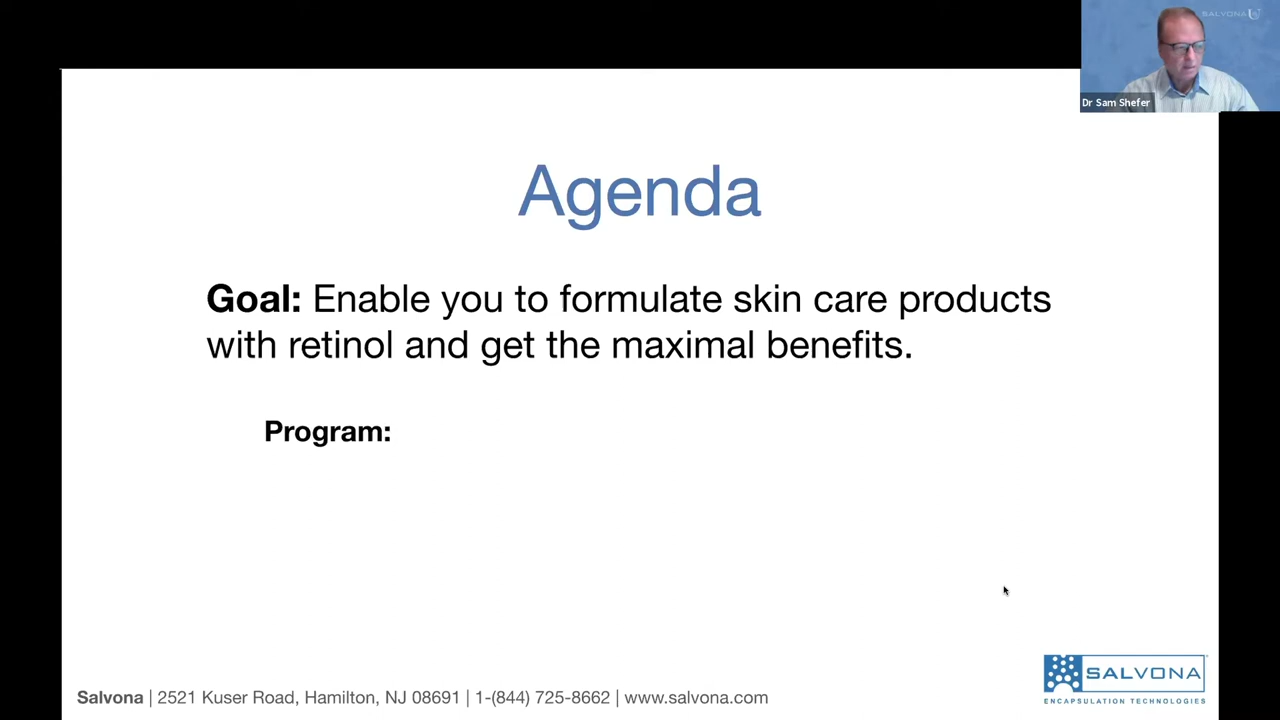 SALVONA
Dr Sam Shefer
Agenda
Goal: Enable you to formulate skin care products
with retinol and get the maximal benefits.
Program:
SALVONA
ENCAPSULATION TECHNOLOGIES
Salvona | 2521 Kuser Road, Hamilton, NJ 08691 | 1-(844) 725-8662 | www.salvona.com